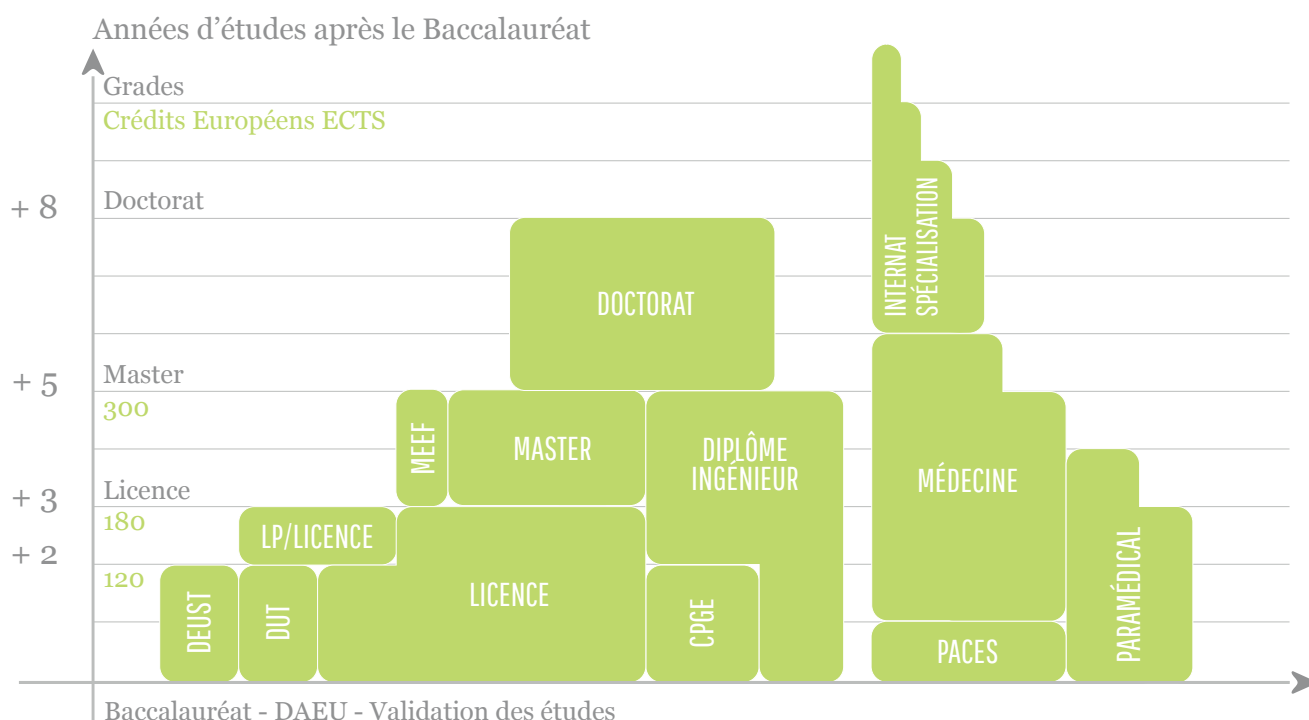 Années d’études après le Baccalauréat
Grades
Crédits Européens ECTS
+ 8
Doctorat
INTERNAT
SPÉCIALISATION
DOCTORAT
+ 5
Master
300
MEEF
MASTER
DIPLÔME
INGÉNIEUR
MÉDECINE
+ 3
Licence
180
LP/LICENCE
+ 2
120
DEUST
DUT
LICENCE
CPGE
PACES
PARAMÉDICAL
Baccalauréat - DAEU - Validation des études